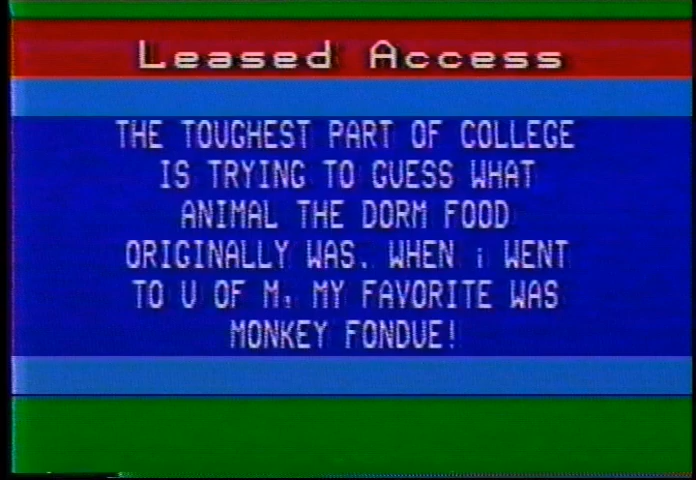 Leased Access
THE TOUGHEST PART OF COLLEGE
IS TRYING TO GUESS WHAT
ANIMAL THE DORM FOOD
ORIGINALLY WAS. WHEN i WENT
TO U OF M, MY FAVORITE WAS
MONKEY FONDUE!